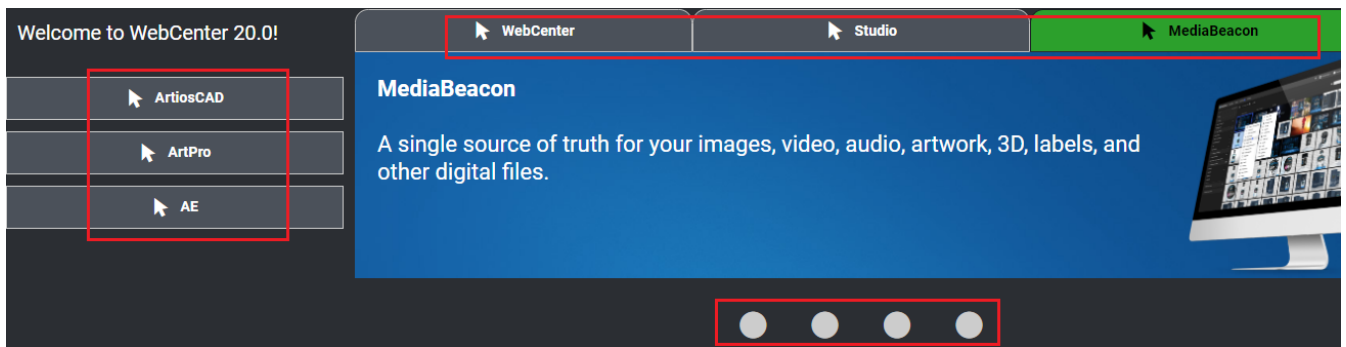 Welcome to WebCenter 20.0!
ArtiosCAD
ArtPro
AE
WebCenter
Studio
MediaBeacon
MediaBeacon
A single source of truth for your images, video, audio, artwork, 3D, labels, and
other digital files.